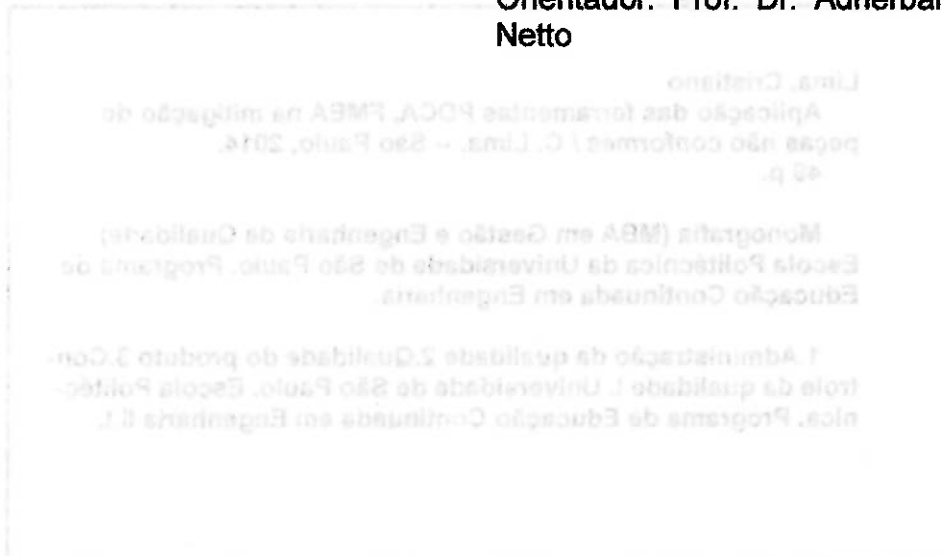 Orientador: Prof. Dr. Adherbal
Netto
Lima, Cristiano
Aplicação das ferramentas PDCA, FMEA na mitigação de
peças não conformes / C. Lima. -- São Paulo, 2014.
49 p.
Monografia (MBA em Gestão e Engenharia da Qualidade)
Escola Politécnica da Universidade de São Paulo. Programa de
Educação Continuada em Engenharia.
1.Administração da qualidade 2.Qualidade do produto 3.Con-
trole da qualidade I. Universidade de São Paulo. Escola Politéc-
nica. Programa de Educação Continuada em Engenharia II.t.